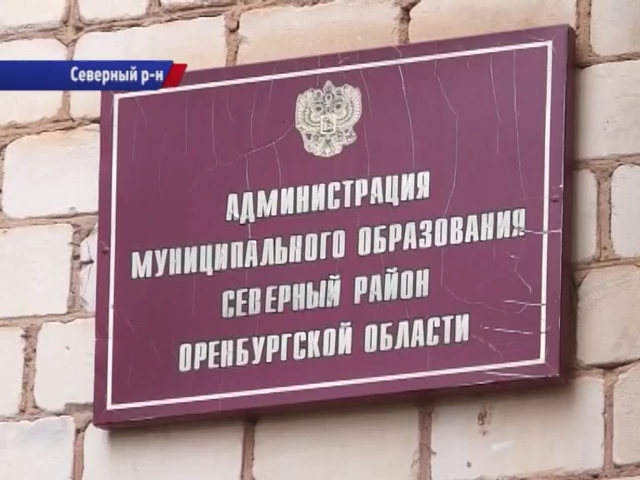 Северный р-н
АДМИНИСТРАЦИЯ
МУНИЦИПАЛЬНОГО ОБРАЗОВАНИЯ
СЕВЕРНЫЙ РАЙОН
ОРЕНБУРГСКОЙ ОБЛАСТИ